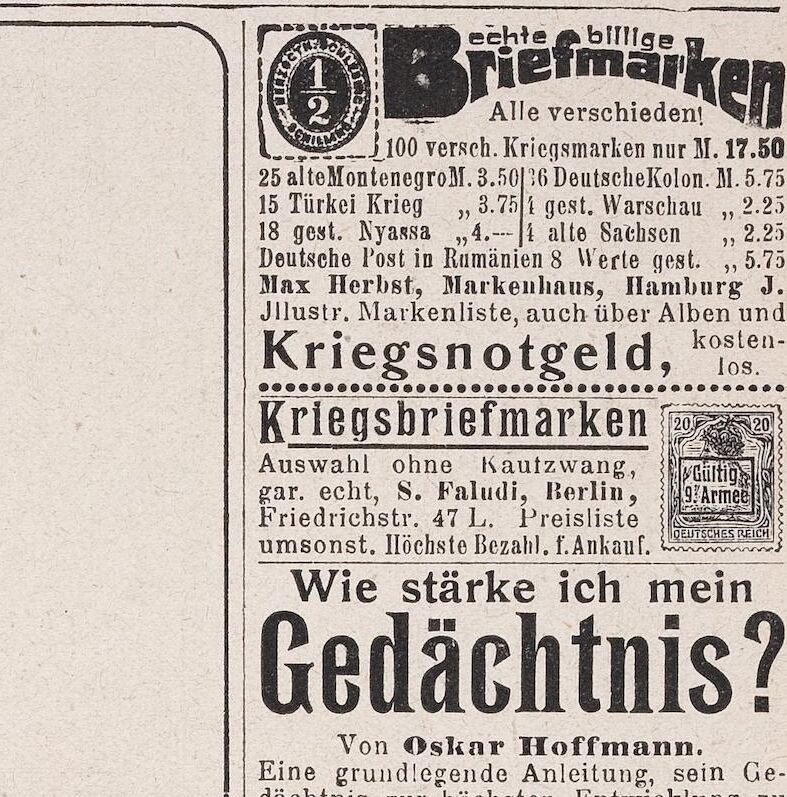 echte billige
Briefmarken
1/2
Alle verschieden!
100 versch. Kriegsmarken nur M. 17.50
25 alte Montenegro M. 3.50 | 36 Deutsche Kolon. M. 5.75
15 Türkei Krieg „ 3.75 | 4 gest. Warschau „ 2.25
18 gest. Nyassa „ 4.-- | 4 alte Sachsen „ 2.25
Deutsche Post in Rumänien 8 Werte gest. „ 5.75
Max Herbst, Markenhaus, Hamburg J.
Jllustr. Markenliste, auch über Alben und
Kriegsnotgeld, kosten-
los.
Kriegsbriefmarken
Auswahl ohne Kaufzwang,
gar. echt, S. Faludi, Berlin,
Friedrichstr. 47 L. Preisliste
umsonst. Höchste Bezahl. f. Ankauf.
20 20
Gültig
9. Armee
DEUTSCHES REICH
Wie stärke ich mein
Gedächtnis?
Von Oskar Hoffmann.
Eine grundlegende Anleitung, sein Ge-